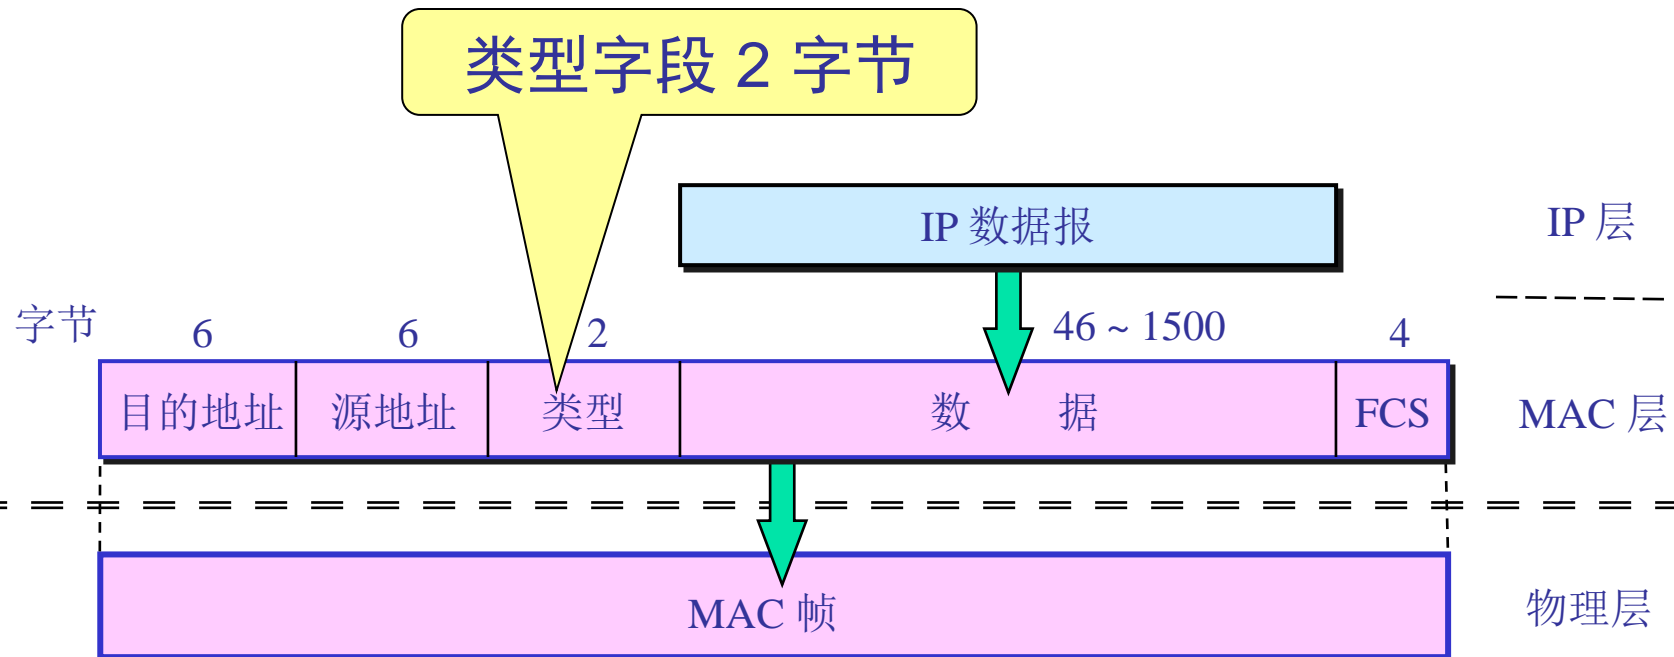 类型字段 2 字节
IP 数据报
IP 层
字节
6
6
2
46 ~ 1500
4
目的地址
源地址
类型
数 据
FCS
MAC 层
MAC 帧
物理层